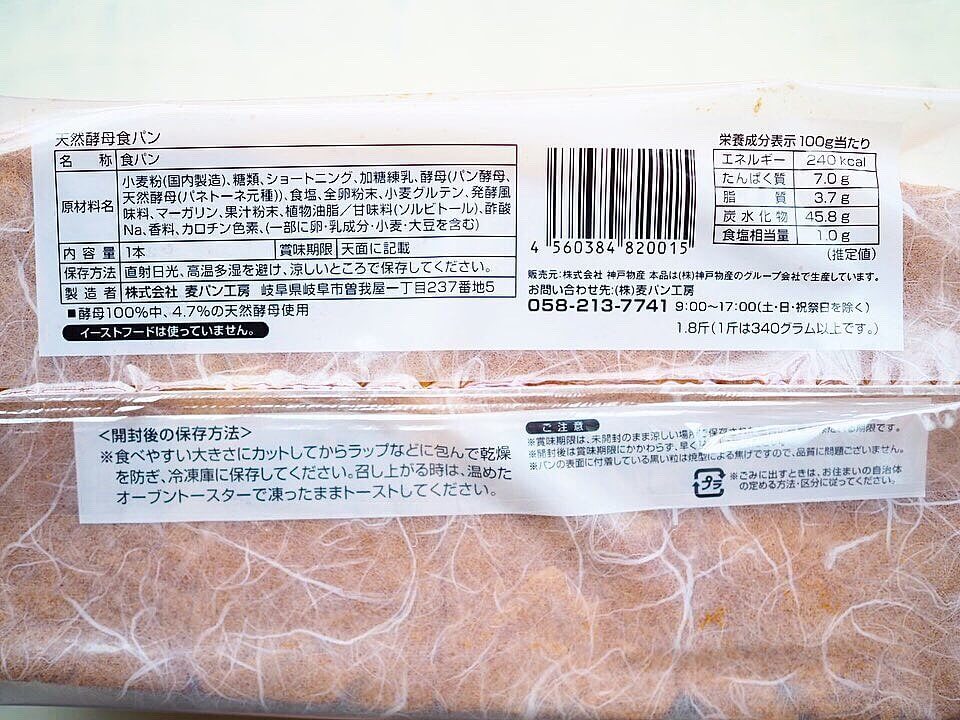 天然酵母食パン
名 称 食パン
原材料名 小麦粉(国内製造)、糖類、ショートニング、加糖練乳、酵母(パン酵母、
天然酵母(パネトーネ元種))、食塩、全卵粉末、小麦グルテン、発酵風
味料、マーガリン、果汁粉末、植物油脂／甘味料(ソルビトール)、酢酸
Na、香料、カロチン色素、(一部に卵・乳成分・小麦・大豆を含む)
内 容 量 1本 賞味期限 天面に記載
保存方法 直射日光、高温多湿を避け、涼しいところで保存してください。
製 造 者 株式会社 麦パン工房 岐阜県岐阜市曽我屋一丁目237番地5
■酵母100%中、4.7%の天然酵母使用
イーストフードは使っていません。
4 560384 820015
栄養成分表示 100g当たり
エネルギー 240 kcal
たんぱく質 7.0 g
脂 質 3.7 g
炭水化物 45.8 g
食塩相当量 1.0 g
(推定値)
販売元:株式会社 神戸物産 本品は(株)神戸物産のグループ会社で生産しています。
お問い合わせ先:(株)麦パン工房
058-213-7741 9:00〜17:00(土・日・祝祭日を除く)
1.8斤(1斤は340グラム以上です。)
<開封後の保存方法>
※食べやすい大きさにカットしてからラップなどに包んで乾燥
を防ぎ、冷凍庫に保存してください。召し上がる時は、温めた
オーブントースターで凍ったままトーストしてください。
ご注意
※賞味期限は、未開封のまま涼しい場所 保存 期限です。
※開封後は賞味期限にかかわらず、早く ください。
※パンの表面に付着している黒い粒は焼型による焦げですので、品質に問題ございません。
プラ
※ごみに出すときは、お住まいの自治体
の定める方法・区分に従ってください。